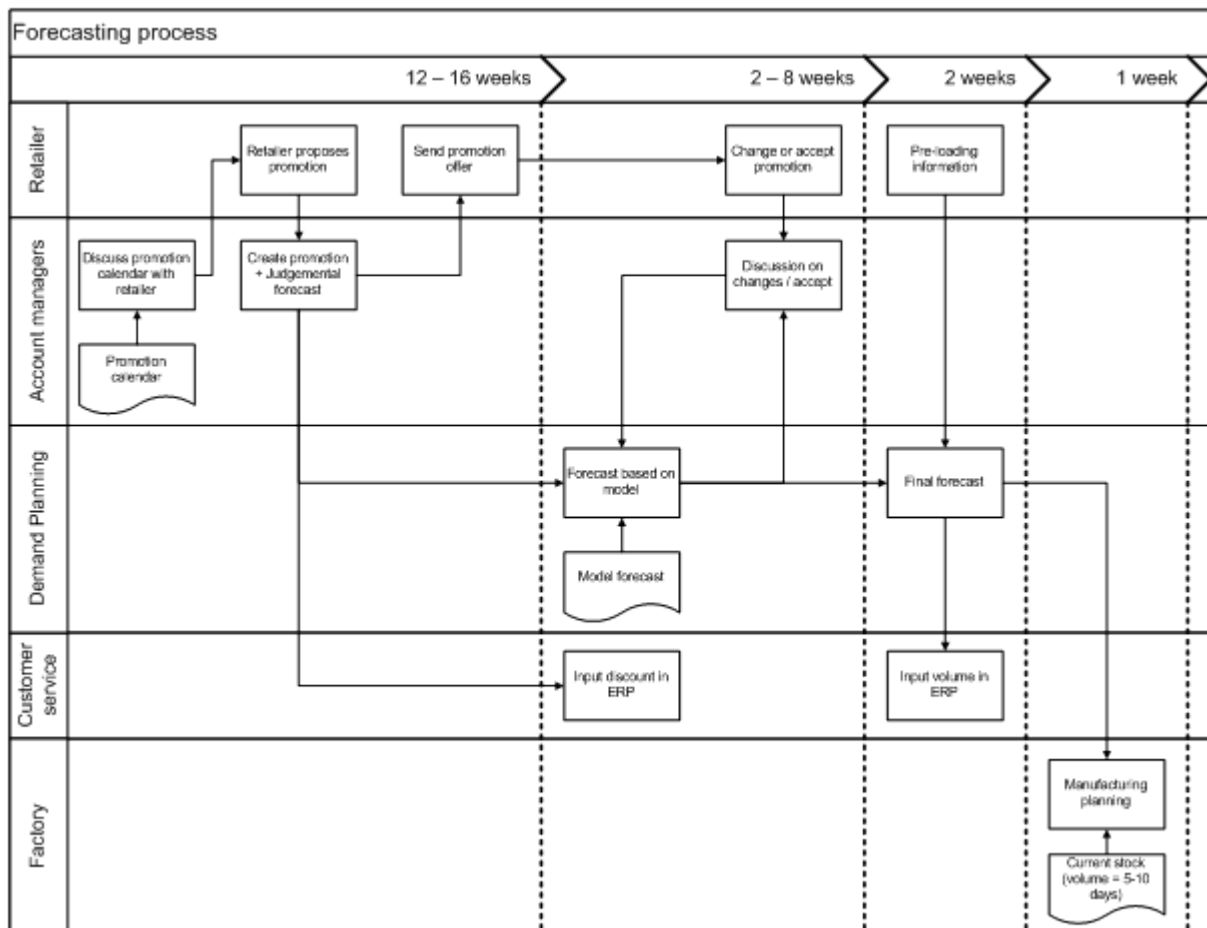 Forecasting process
12 – 16 weeks
2 – 8 weeks
2 weeks
1 week
Retailer
Retailer proposes
promotion
Send promotion
offer
Change or accept
promotion
Pre-loading
information
Account managers
Discuss promotion
calendar with
retailer
Create promotion
+ Judgemental
forecast
Discussion on
changes / accept
Promotion
calendar
Demand Planning
Forecast based on
model
Final forecast
Model forecast
Customer
service
Input discount in
ERP
Input volume in
ERP
Factory
Manufacturing
planning
Current stock
(volume = 5-10
days)